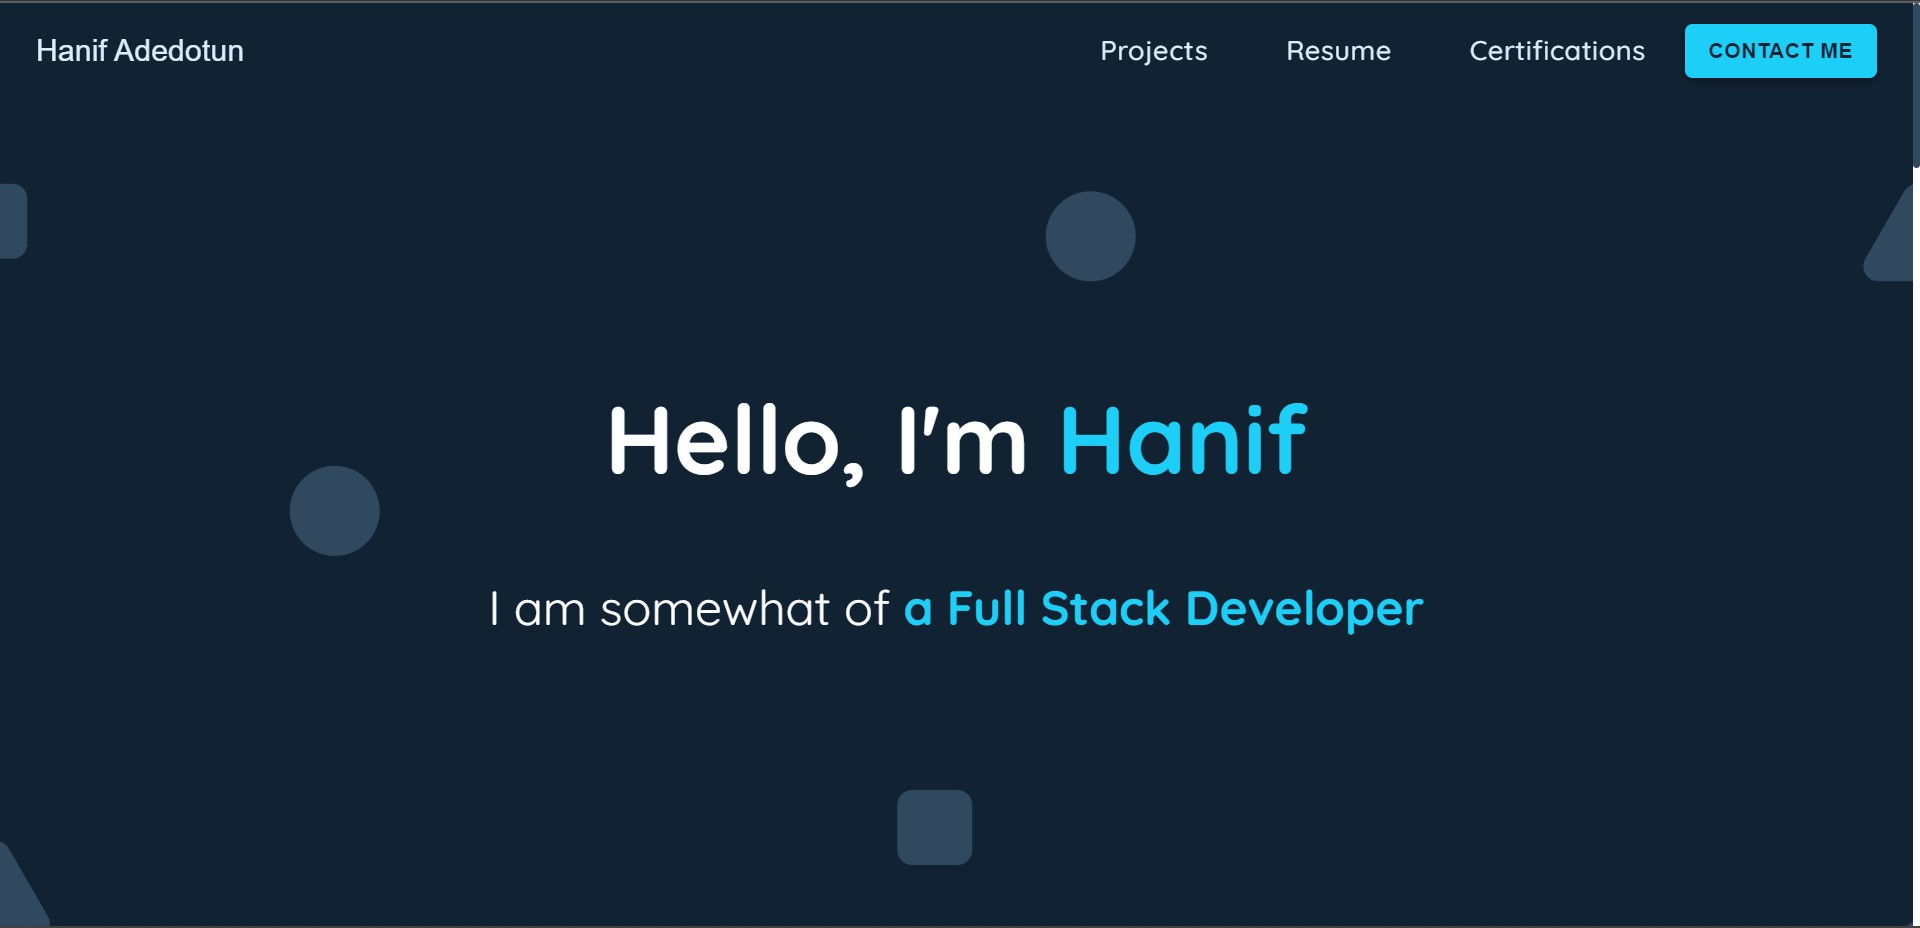 Hanif Adedotun
Projects
Resume
Certifications
CONTACT ME
Hello, I'm Hanif
I am somewhat of a Full Stack Developer